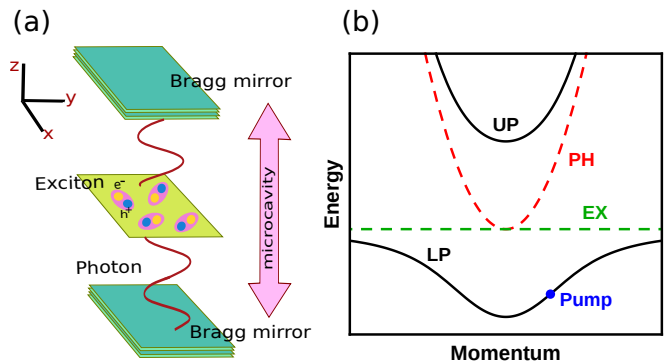 (a)
Bragg mirror
z
y
x
Exciton
e-
h+
microcavity
Photon
Bragg mirror
(b)
Energy
UP
PH
EX
LP
Pump
Momentum